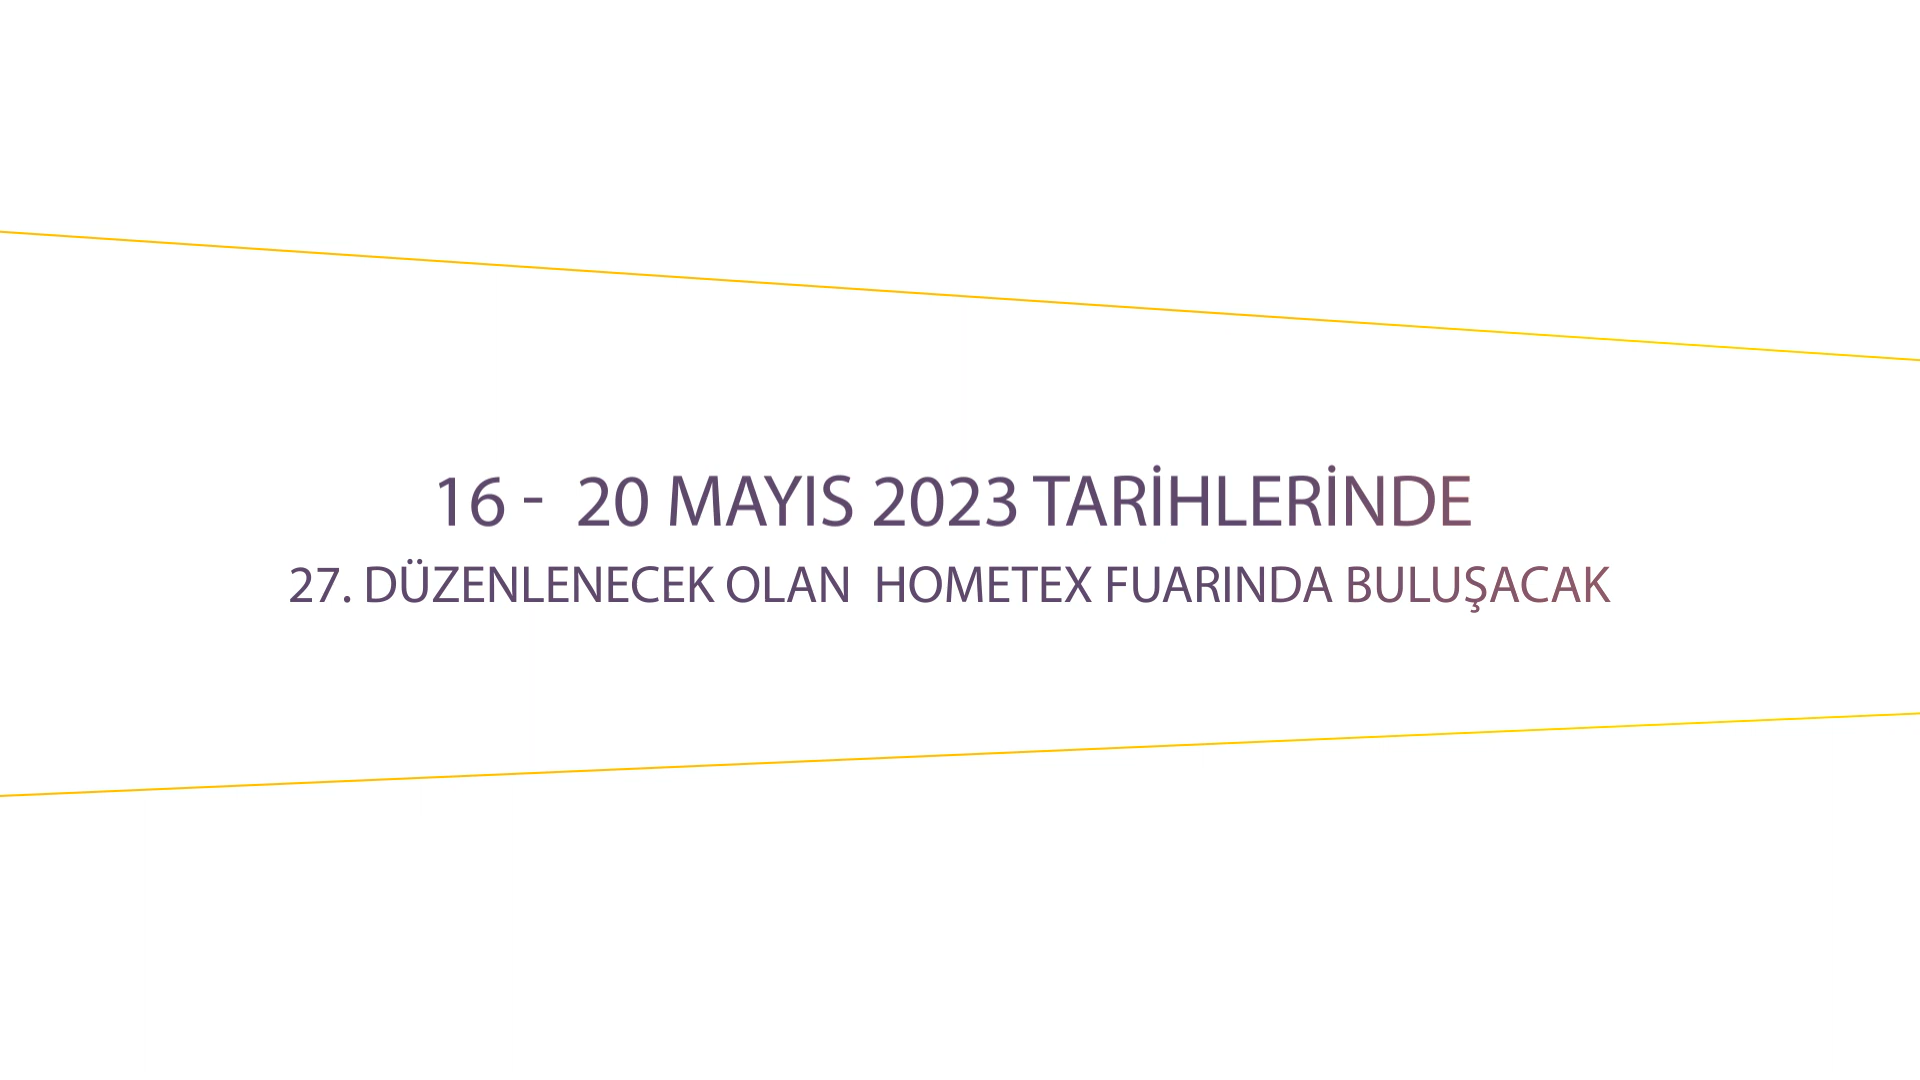 16 - 20 MAYIS 2023 TARİHLERİNDE
27. DÜZENLENECEK OLAN HOMETEX FUARINDA BULUŞACAK